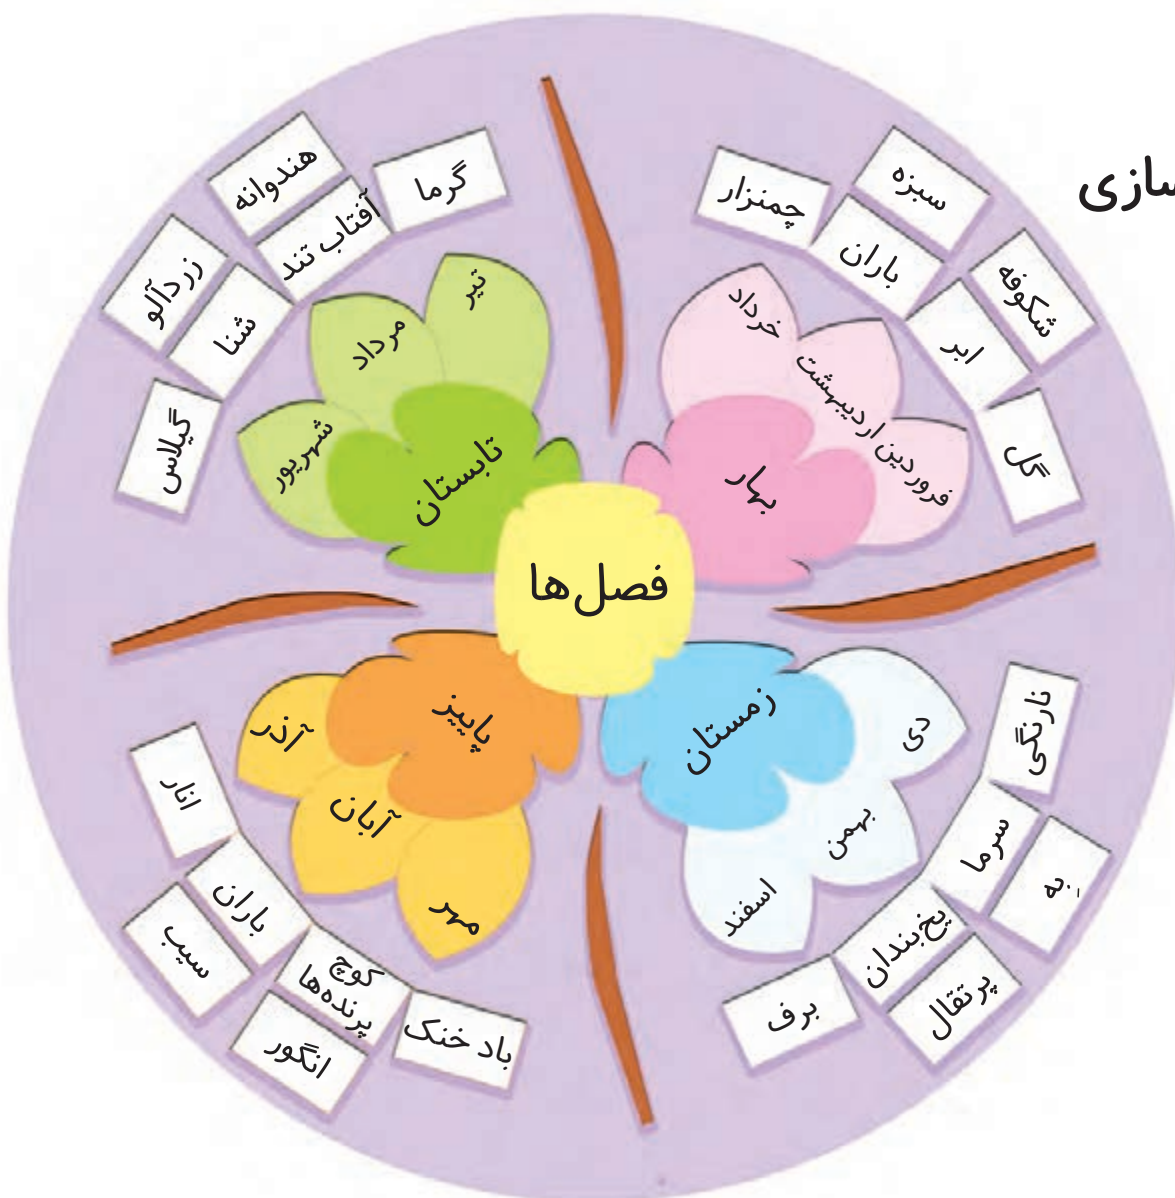 سازی
فصل‌ها
بهار
فروردین
اردیبهشت
خرداد
چمنزار
سبزه
باران
شکوفه
ابر
گل
تابستان
تیر
مرداد
شهریور
گرما
هندوانه
آفتاب تند
زردآلو
شنا
گیلاس
پاییز
مهر
آبان
آذر
انار
باران
سیب
کوچ
پرنده‌ها
انگور
باد خنک
زمستان
دی
بهمن
اسفند
نارنگی
سرما
بِه
یخ‌بندان
پرتقال
برف